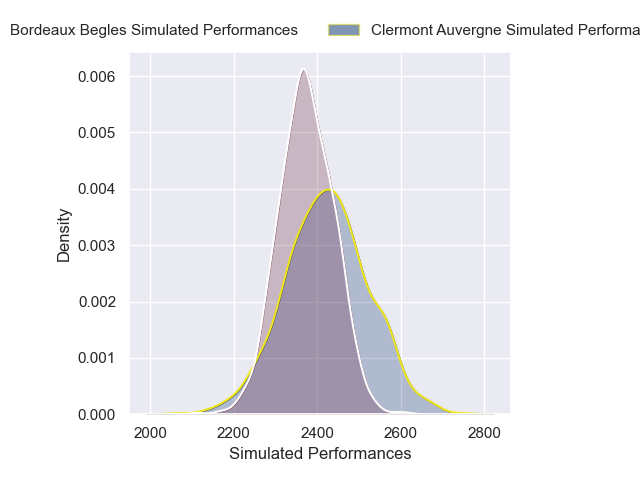 Bordeaux Begles Simulated Performances
Clermont Auvergne Simulated Performa
0.006
0.005
0.004
0.003
0.002
0.001
0.000
Density
2000 2200 2400 2600 2800
Simulated Performances